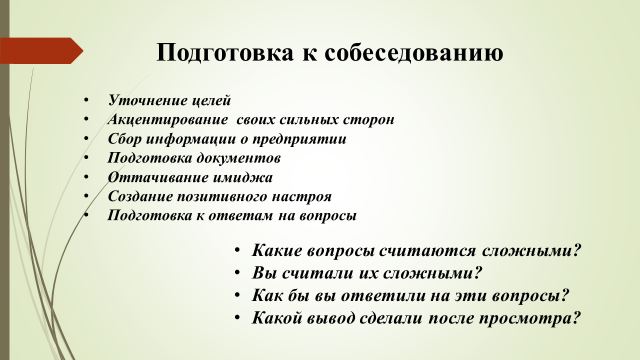 Подготовка к собеседованию
• Уточнение целей
• Акцентирование своих сильных сторон
• Сбор информации о предприятии
• Подготовка документов
• Оттачивание имиджа
• Создание позитивного настроя
• Подготовка к ответам на вопросы
• Какие вопросы считаются сложными?
• Вы считали их сложными?
• Как бы вы ответили на эти вопросы?
• Какой вывод сделали после просмотра?